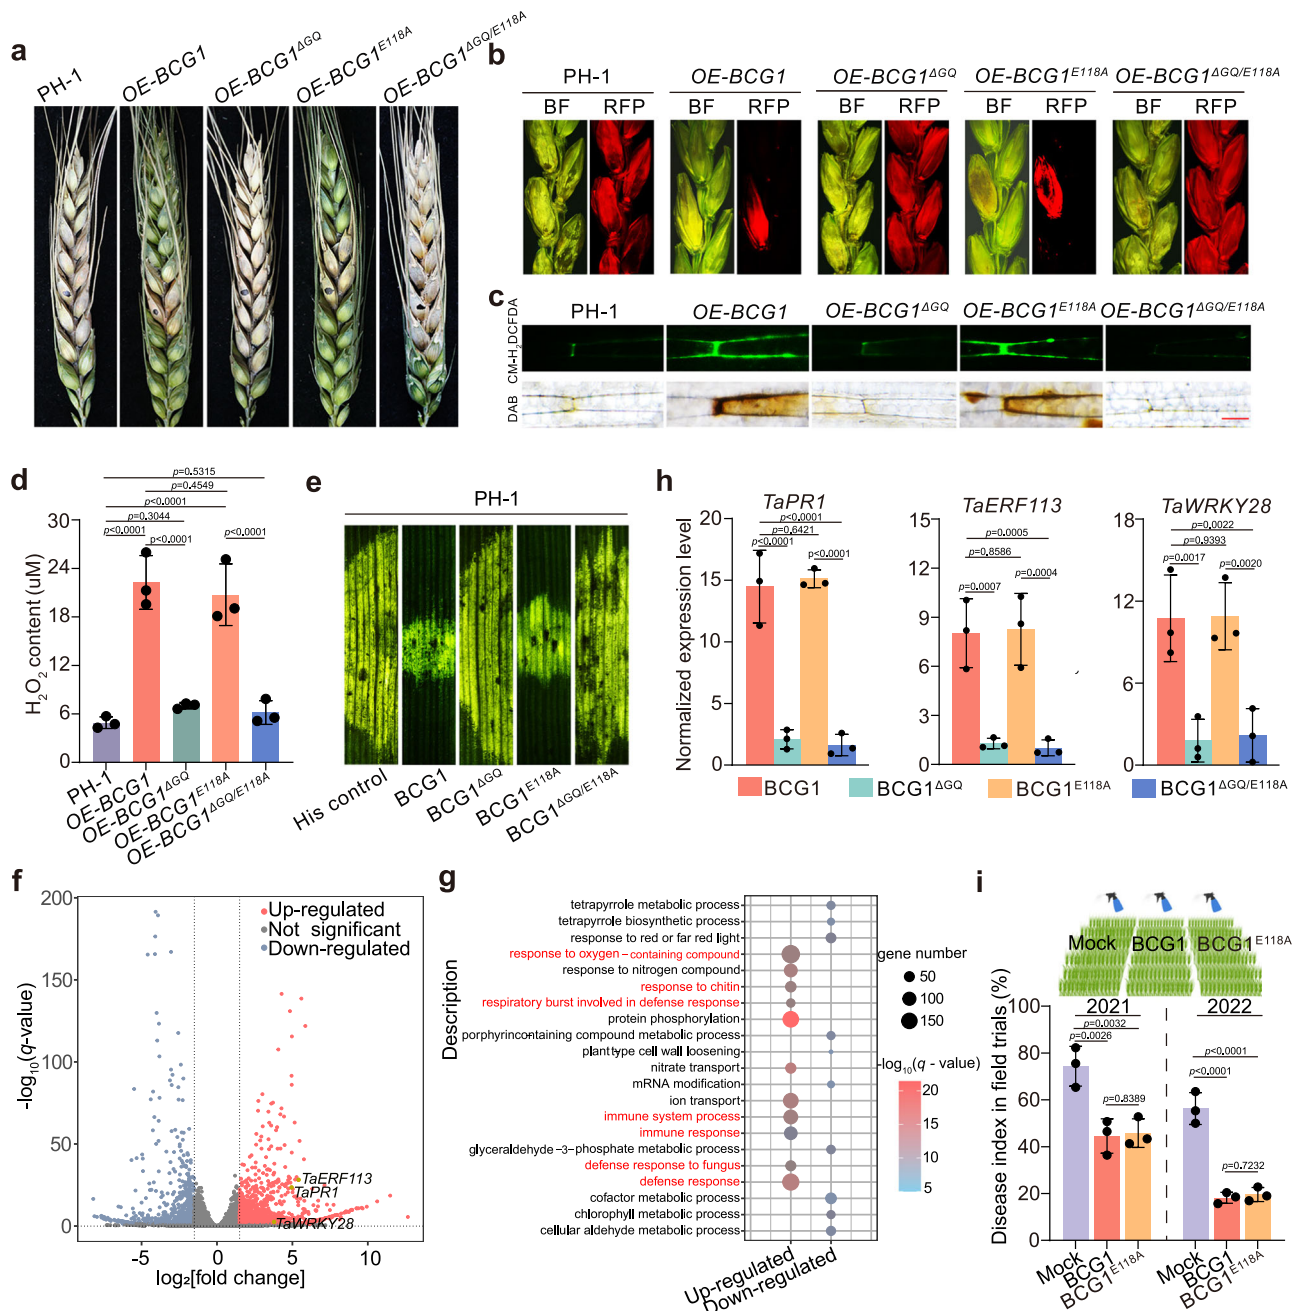 a
PH-1
OE-BCG1
OE-BCG1ΔGQ
OE-BCG1E118A
OE-BCG1ΔGQ/E118A
b
PH-1
OE-BCG1
OE-BCG1ΔGQ
OE-BCG1E118A
OE-BCG1ΔGQ/E118A
BF RFP BF RFP BF RFP BF RFP BF RFP
c
PH-1
OE-BCG1
OE-BCG1ΔGQ
OE-BCG1E118A
OE-BCG1ΔGQ/E118A
CM-H2DCFDA
DAB
d
p=0.5315
p=0.4549
p<0.0001
p=0.3044
p<0.0001 p<0.0001 p<0.0001
H2O2 content (uM)
30
24
18
12
6
0
PH-1
OE-BCG1
OE-BCG1ΔGQ
OE-BCG1E118A
OE-BCG1ΔGQ/E118A
e
PH-1
His control
BCG1
BCG1ΔGQ
BCG1E118A
BCG1ΔGQ/E118A
h
Normalized expression level
TaPR1
20
15
10
5
0
p<0.0001
p=0.6421
p<0.0001 p<0.0001
TaERF113
15
12
9
6
3
0
p=0.0005
p=0.8586
p=0.0007 p=0.0004
TaWRKY28
18
12
6
0
p=0.0022
p=0.9393
p=0.0017 p=0.0020
BCG1 BCG1ΔGQ BCG1E118A BCG1ΔGQ/E118A
f
-log10(q-value)
200
150
100
50
0
Up-regulated
Not significant
Down-regulated
TaERF113
TaPR1
TaWRKY28
-5 0 5 10
log2[fold change]
g
Description
tetrapyrrole metabolic process
tetrapyrrole biosynthetic process
response to red or far red light
response to oxygen-containing compound
response to nitrogen compound
response to chitin
respiratory burst involved in defense response
protein phosphorylation
porphyrincontaining compound metabolic process
planttype cell wall loosening
nitrate transport
mRNA modification
ion transport
immune system process
immune response
glyceraldehyde-3-phosphate metabolic process
defense response to fungus
defense response
cofactor metabolic process
chlorophyll metabolic process
cellular aldehyde metabolic process
Up-regulated
Down-regulated
gene number
50
100
150
-log10(q - value)
20
15
10
5
i
Mock BCG1 BCG1E118A
Disease index in field trials (%)
100
80
60
40
20
0
2021
p=0.0032
p=0.0026
p=0.8389
2022
p<0.0001
p<0.0001
p=0.7232
Mock
BCG1
BCG1E118A
Mock
BCG1
BCG1E118A